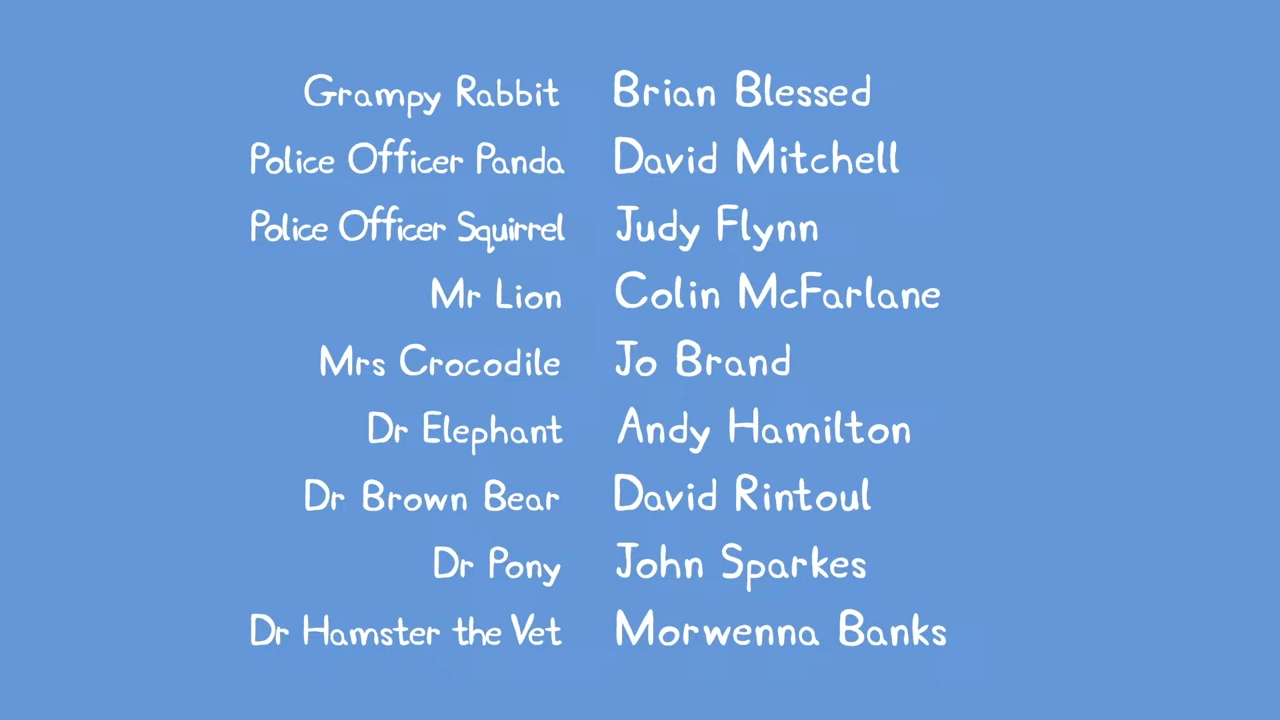 Grampy Rabbit Brian Blessed
Police Officer Panda David Mitchell
Police Officer Squirrel Judy Flynn
Mr Lion Colin McFarlane
Mrs Crocodile Jo Brand
Dr Elephant Andy Hamilton
Dr Brown Bear David Rintoul
Dr Pony John Sparkes
Dr Hamster the Vet Morwenna Banks